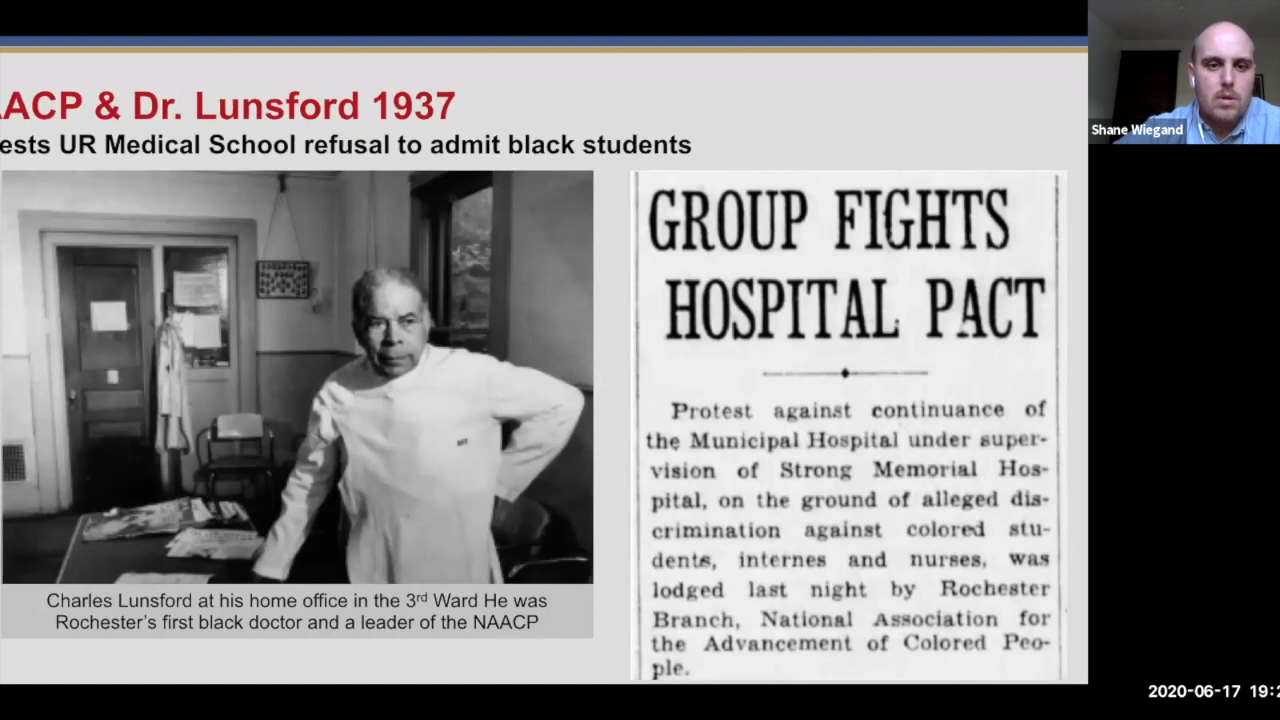 ACP & Dr. Lunsford 1937
ests UR Medical School refusal to admit black students
Charles Lunsford at his home office in the 3rd Ward He was
Rochester's first black doctor and a leader of the NAACP
GROUP FIGHTS
HOSPITAL PACT
Protest against continuance of
the Municipal Hospital under super-
vision of Strong Memorial Hos-
pital, on the ground of alleged dis-
crimination against colored stu-
dents, internes and nurses, was
lodged last night by Rochester
Branch, National Association for
the Advancement of Colored Peo-
ple.
Shane Wiegand
2020-06-17 19:2